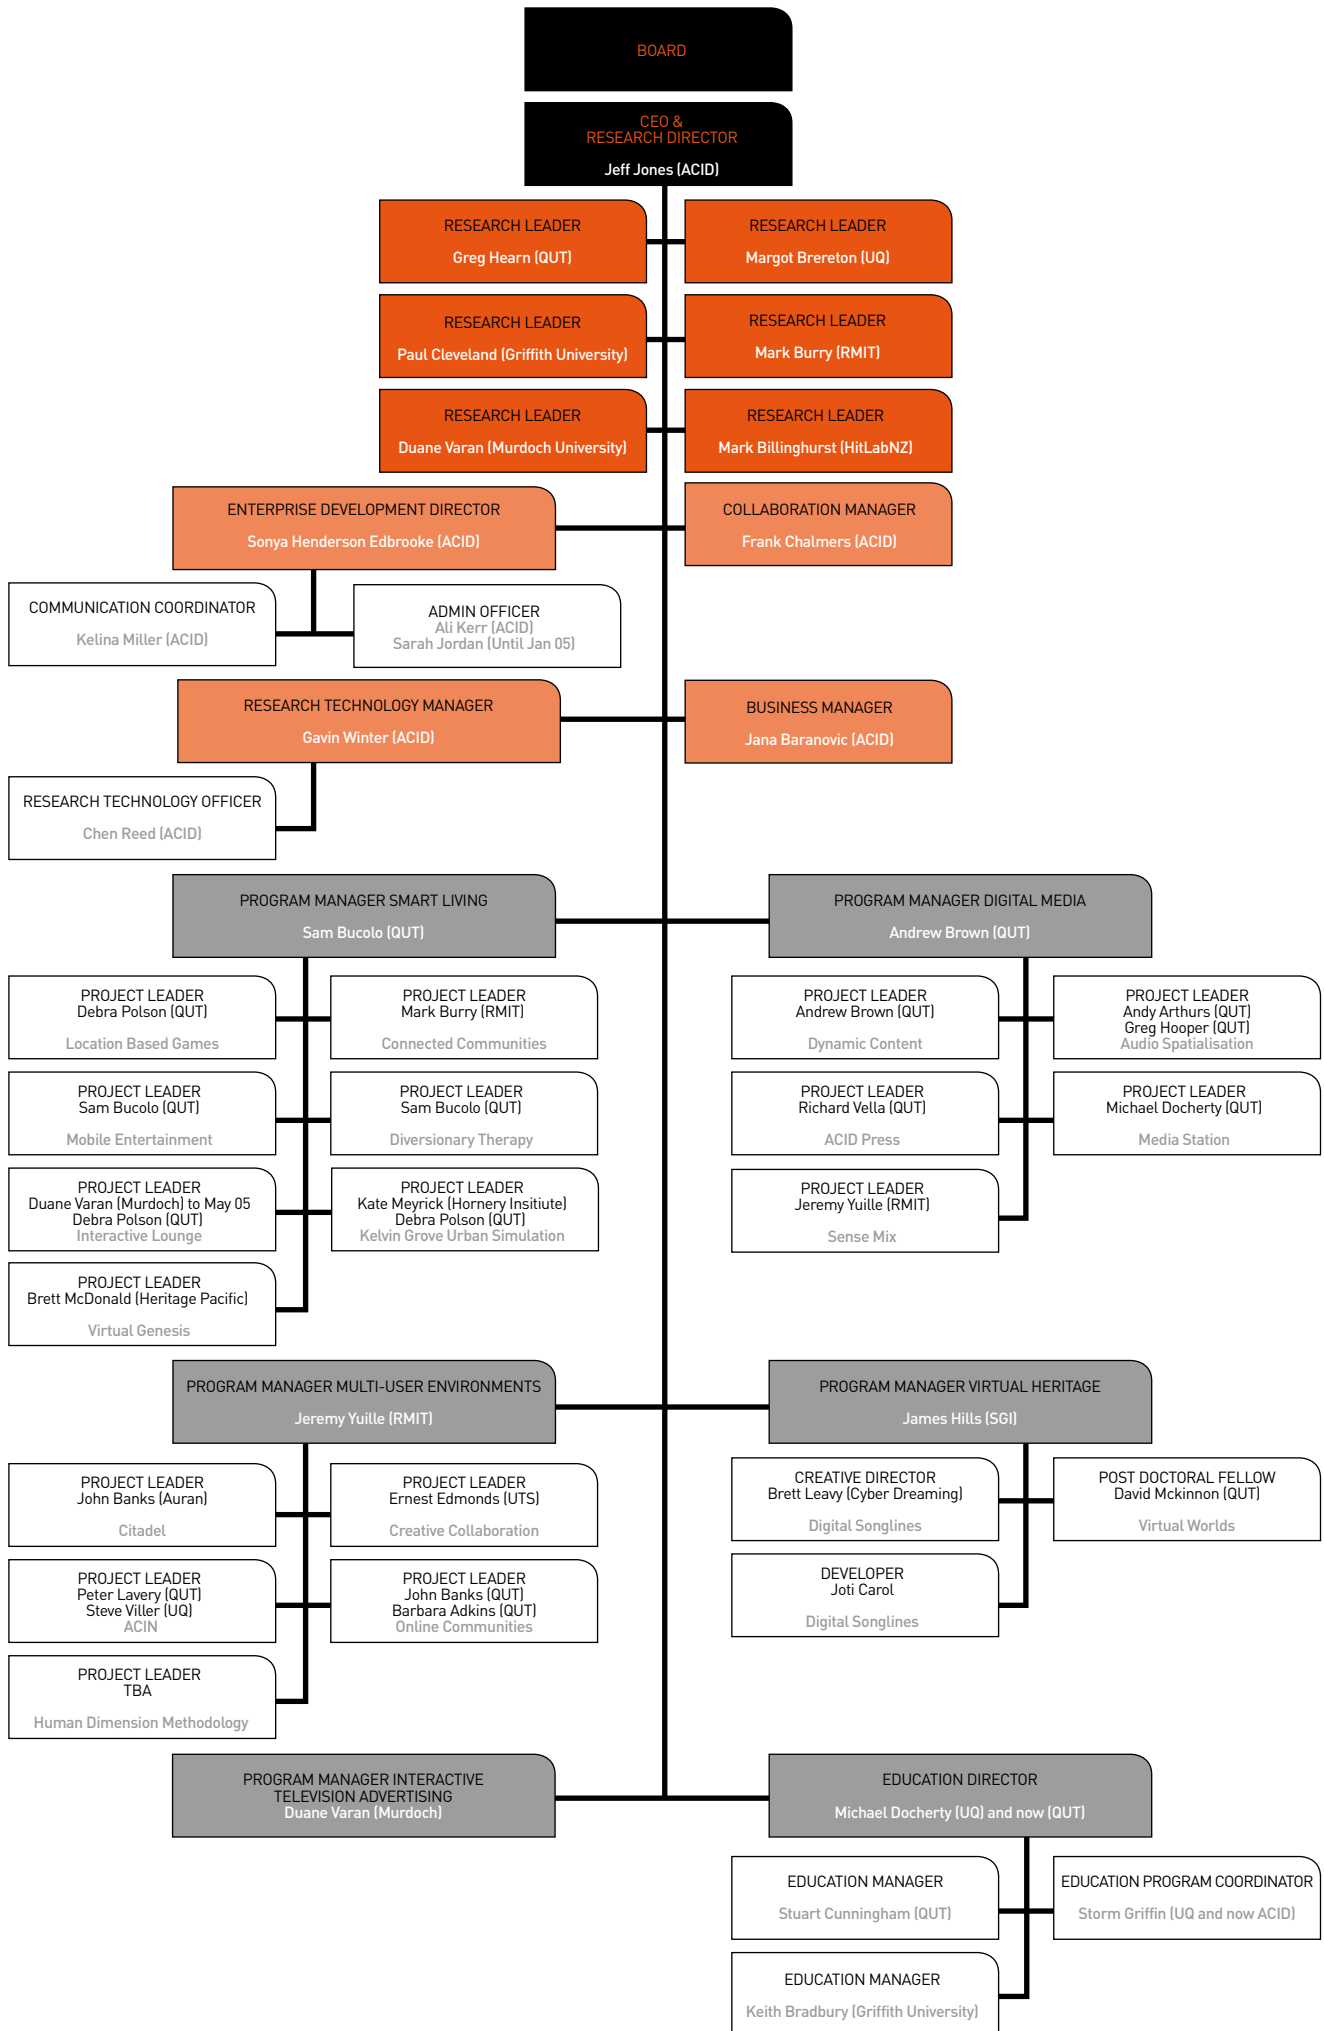 BOARD
CEO &
RESEARCH DIRECTOR
Jeff Jones (ACID)
RESEARCH LEADER
Greg Hearn (QUT)
RESEARCH LEADER
Margot Brereton (UQ)
RESEARCH LEADER
Paul Cleveland (Griffith University)
RESEARCH LEADER
Mark Burry (RMIT)
RESEARCH LEADER
Duane Varan (Murdoch University)
RESEARCH LEADER
Mark Billinghurst (HitLabNZ)
ENTERPRISE DEVELOPMENT DIRECTOR
Sonya Henderson Edbrooke (ACID)
COLLABORATION MANAGER
Frank Chalmers (ACID)
COMMUNICATION COORDINATOR
Kelina Miller (ACID)
ADMIN OFFICER
Ali Kerr (ACID)
Sarah Jordan (Until Jan 05)
RESEARCH TECHNOLOGY MANAGER
Gavin Winter (ACID)
BUSINESS MANAGER
Jana Baranovic (ACID)
RESEARCH TECHNOLOGY OFFICER
Chen Reed (ACID)
PROGRAM MANAGER SMART LIVING
Sam Bucolo (QUT)
PROGRAM MANAGER DIGITAL MEDIA
Andrew Brown (QUT)
PROJECT LEADER
Debra Polson (QUT)
Location Based Games
PROJECT LEADER
Mark Burry (RMIT)
Connected Communities
PROJECT LEADER
Andrew Brown (QUT)
Dynamic Content
PROJECT LEADER
Andy Arthurs (QUT)
Greg Hooper (QUT)
Audio Spatialisation
PROJECT LEADER
Sam Bucolo (QUT)
Mobile Entertainment
PROJECT LEADER
Sam Bucolo (QUT)
Diversionary Therapy
PROJECT LEADER
Richard Vella (QUT)
ACID Press
PROJECT LEADER
Michael Docherty (QUT)
Media Station
PROJECT LEADER
Duane Varan (Murdoch) to May 05
Debra Polson (QUT)
Interactive Lounge
PROJECT LEADER
Kate Meyrick (Hornery Insitiute)
Debra Polson (QUT)
Kelvin Grove Urban Simulation
PROJECT LEADER
Jeremy Yuille (RMIT)
Sense Mix
PROJECT LEADER
Brett McDonald (Heritage Pacific)
Virtual Genesis
PROGRAM MANAGER MULTI-USER ENVIRONMENTS
Jeremy Yuille (RMIT)
PROGRAM MANAGER VIRTUAL HERITAGE
James Hills (SGI)
PROJECT LEADER
John Banks (Auran)
Citadel
PROJECT LEADER
Ernest Edmonds (UTS)
Creative Collaboration
CREATIVE DIRECTOR
Brett Leavy (Cyber Dreaming)
Digital Songlines
POST DOCTORAL FELLOW
David Mckinnon (QUT)
Virtual Worlds
PROJECT LEADER
Peter Lavery (QUT)
Steve Viller (UQ)
ACIN
PROJECT LEADER
John Banks (QUT)
Barbara Adkins (QUT)
Online Communities
DEVELOPER
Joti Carol
Digital Songlines
PROJECT LEADER
TBA
Human Dimension Methodology
PROGRAM MANAGER INTERACTIVE
TELEVISION ADVERTISING
Duane Varan (Murdoch)
EDUCATION DIRECTOR
Michael Docherty (UQ) and now (QUT)
EDUCATION MANAGER
Stuart Cunningham (QUT)
EDUCATION PROGRAM COORDINATOR
Storm Griffin (UQ and now ACID)
EDUCATION MANAGER
Keith Bradbury (Griffith University)